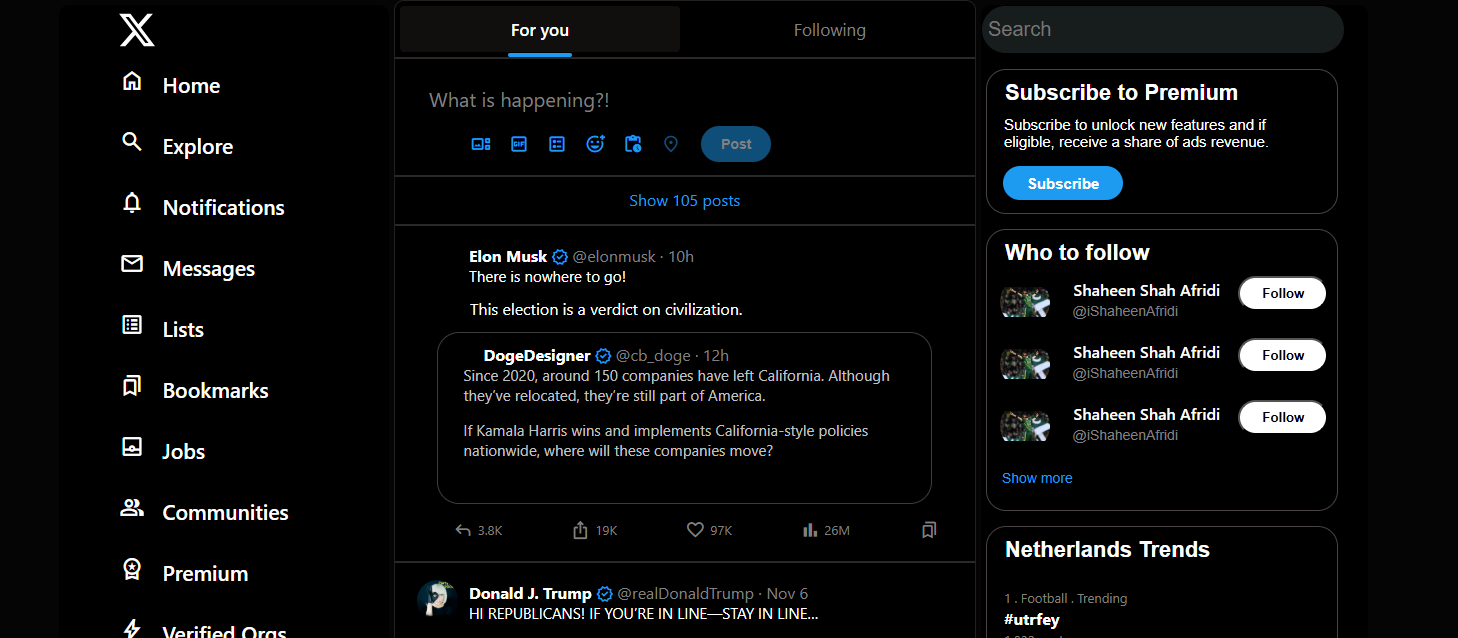 Home
Explore
Notifications
Messages
Lists
Bookmarks
Jobs
Communities
Premium
Verified Orgs
For you
Following
What is happening?!
GIF
Post
Show 105 posts
Elon Musk @elonmusk · 10h
There is nowhere to go!
This election is a verdict on civilization.
DogeDesigner @cb_doge · 12h
Since 2020, around 150 companies have left California. Although
they've relocated, they're still part of America.
If Kamala Harris wins and implements California-style policies
nationwide, where will these companies move?
3.8K 19K 97K 26M
Donald J. Trump @realDonaldTrump · Nov 6
HI REPUBLICANS! IF YOU'RE IN LINE—STAY IN LINE...
Search
Subscribe to Premium
Subscribe to unlock new features and if
eligible, receive a share of ads revenue.
Subscribe
Who to follow
Shaheen Shah Afridi
@iShaheenAfridi
Follow
Shaheen Shah Afridi
@iShaheenAfridi
Follow
Shaheen Shah Afridi
@iShaheenAfridi
Follow
Show more
Netherlands Trends
1 . Football . Trending
#utrfey